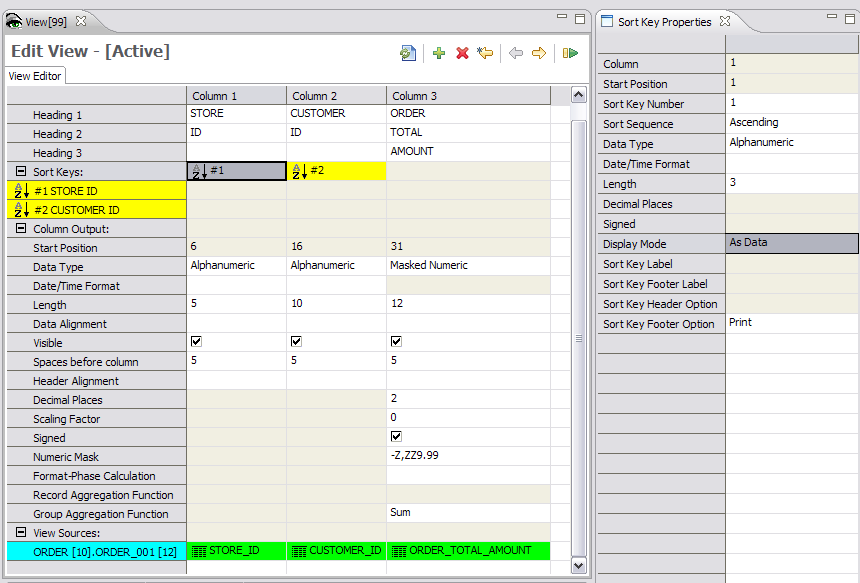 View[99]
Edit View - [Active]
View Editor
Column 1 Column 2 Column 3
Heading 1 STORE CUSTOMER ORDER
Heading 2 ID ID TOTAL
Heading 3 AMOUNT
Sort Keys: #1 #2
#1 STORE ID
#2 CUSTOMER ID
Column Output:
Start Position 6 16 31
Data Type Alphanumeric Alphanumeric Masked Numeric
Date/Time Format
Length 5 10 12
Data Alignment
Visible
Spaces before column 5 5 5
Header Alignment
Decimal Places 2
Scaling Factor 0
Signed
Numeric Mask -Z,ZZ9.99
Format-Phase Calculation
Record Aggregation Function
Group Aggregation Function Sum
View Sources:
ORDER [10].ORDER_001 [12] STORE_ID CUSTOMER_ID ORDER_TOTAL_AMOUNT
Sort Key Properties
Column 1
Start Position 1
Sort Key Number 1
Sort Sequence Ascending
Data Type Alphanumeric
Date/Time Format
Length 3
Decimal Places
Signed
Display Mode As Data
Sort Key Label
Sort Key Footer Label
Sort Key Header Option
Sort Key Footer Option Print